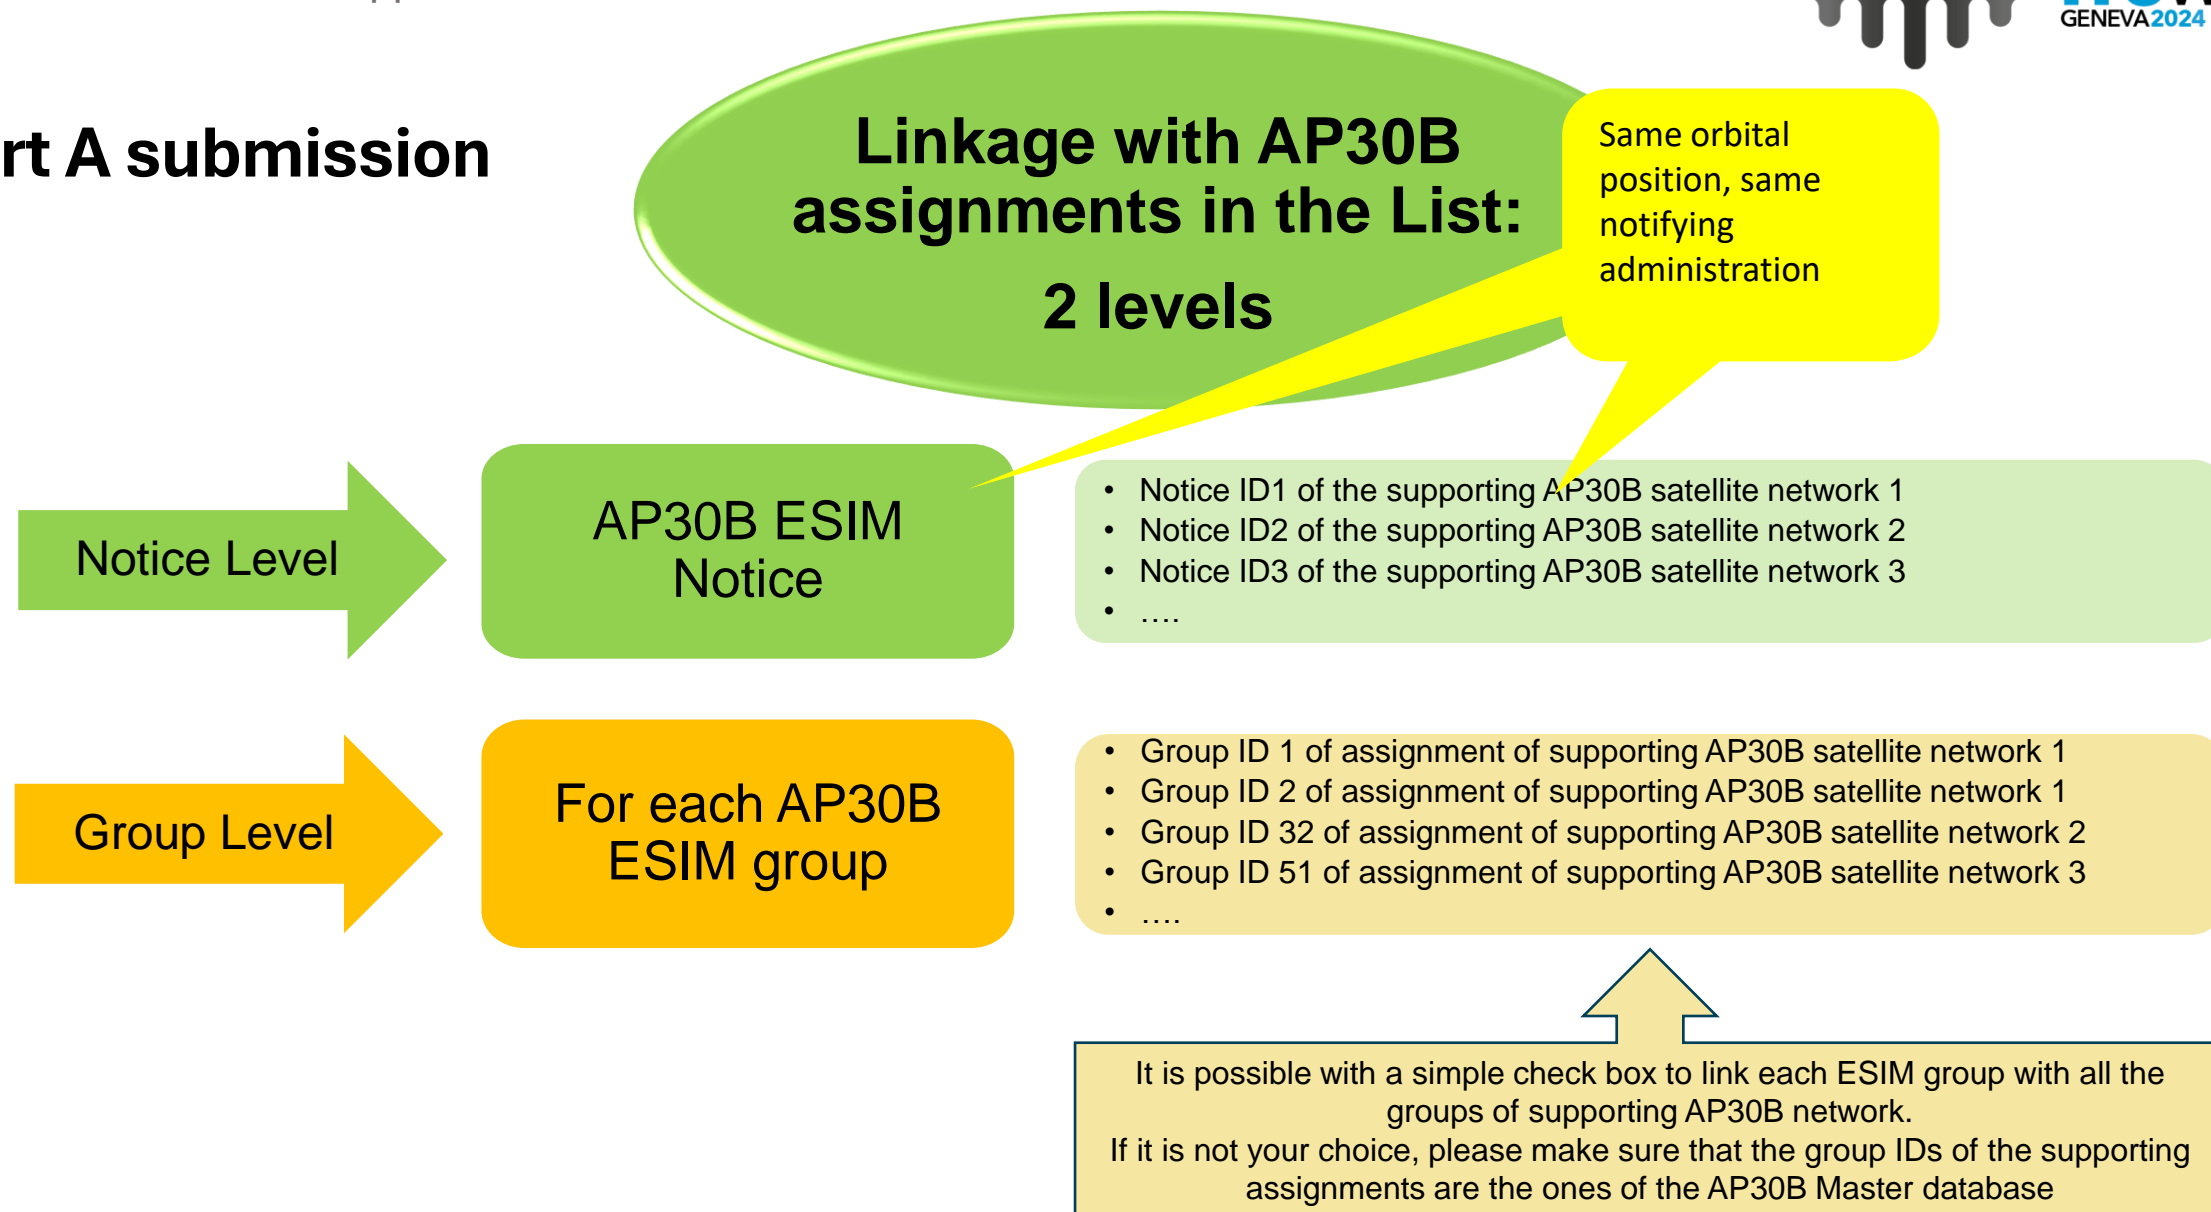 GENEVA2024
rt A submission
Linkage with AP30B
assignments in the List:
2 levels
Same orbital
position, same
notifying
administration
Notice Level
AP30B ESIM
Notice
• Notice ID1 of the supporting AP30B satellite network 1
• Notice ID2 of the supporting AP30B satellite network 2
• Notice ID3 of the supporting AP30B satellite network 3
• ....
Group Level
For each AP30B
ESIM group
• Group ID 1 of assignment of supporting AP30B satellite network 1
• Group ID 2 of assignment of supporting AP30B satellite network 1
• Group ID 32 of assignment of supporting AP30B satellite network 2
• Group ID 51 of assignment of supporting AP30B satellite network 3
• ....
It is possible with a simple check box to link each ESIM group with all the
groups of supporting AP30B network.
If it is not your choice, please make sure that the group IDs of the supporting
assignments are the ones of the AP30B Master database